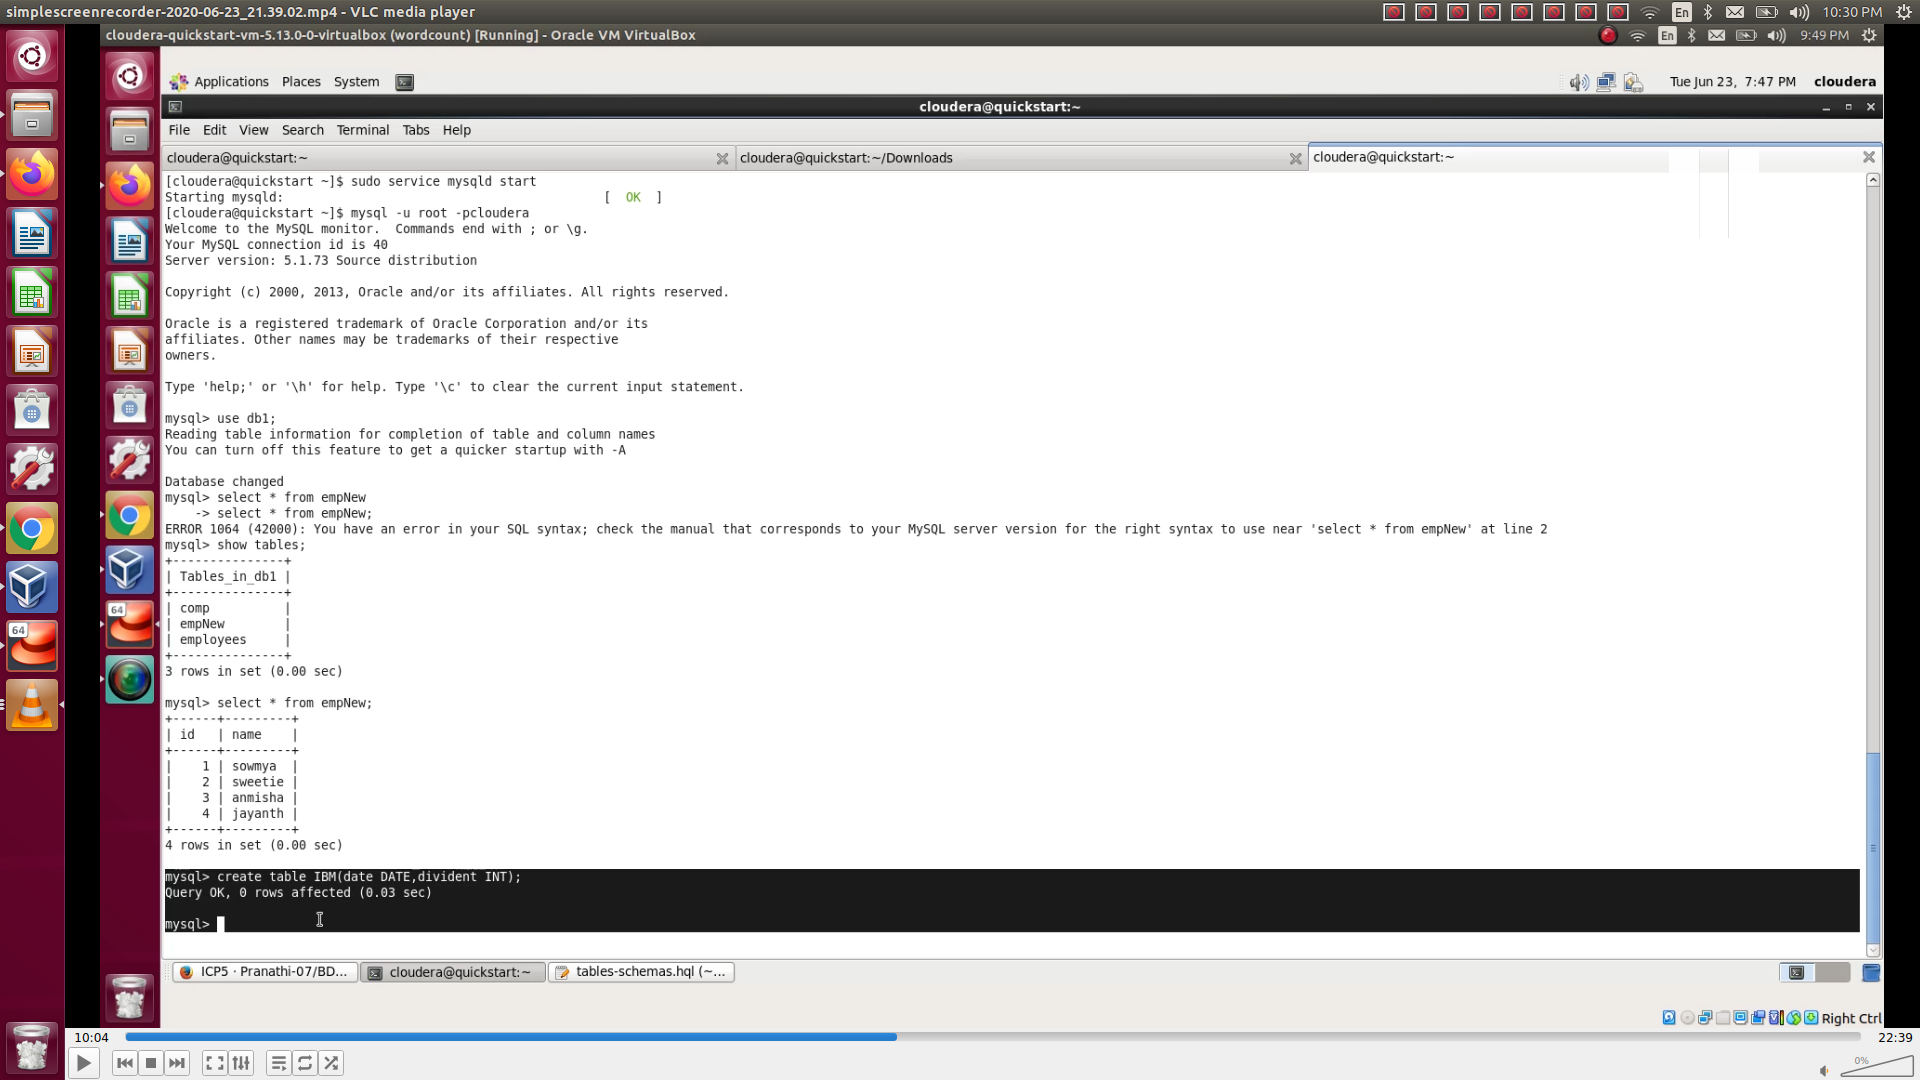 simplescreenrecorder-2020-06-23_21.39.02.mp4 - VLC media player
En
10:30 PM
cloudera-quickstart-vm-5.13.0-0-virtualbox (wordcount) [Running] - Oracle VM VirtualBox
En
9:49 PM
Applications Places System
Tue Jun 23, 7:47 PM cloudera
cloudera@quickstart:~
File Edit View Search Terminal Tabs Help
cloudera@quickstart:~
cloudera@quickstart:~/Downloads
cloudera@quickstart:~
[cloudera@quickstart ~]$ sudo service mysqld start
Starting mysqld: [ OK ]
[cloudera@quickstart ~]$ mysql -u root -pcloudera
Welcome to the MySQL monitor.  Commands end with ; or \g.
Your MySQL connection id is 40
Server version: 5.1.73 Source distribution
Copyright (c) 2000, 2013, Oracle and/or its affiliates. All rights reserved.
Oracle is a registered trademark of Oracle Corporation and/or its
affiliates. Other names may be trademarks of their respective
owners.
Type 'help;' or '\h' for help. Type '\c' to clear the current input statement.
mysql> use db1;
Reading table information for completion of table and column names
You can turn off this feature to get a quicker startup with -A
Database changed
mysql> select * from empNew
    -> select * from empNew;
ERROR 1064 (42000): You have an error in your SQL syntax; check the manual that corresponds to your MySQL server version for the right syntax to use near 'select * from empNew' at line 2
mysql> show tables;
+---------------+
| Tables_in_db1 |
+---------------+
| comp          |
| empNew        |
| employees     |
+---------------+
3 rows in set (0.00 sec)
mysql> select * from empNew;
+------+---------+
| id   | name    |
+------+---------+
|    1 | sowmya  |
|    2 | sweetie |
|    3 | anmisha |
|    4 | jayanth |
+------+---------+
4 rows in set (0.00 sec)
mysql> create table IBM(date DATE,divident INT);
Query OK, 0 rows affected (0.03 sec)
mysql>
64
64
ICP5 · Pranathi-07/BD...
cloudera@quickstart:~
tables-schemas.hql (~...
Right Ctrl
10:04
22:39
0%